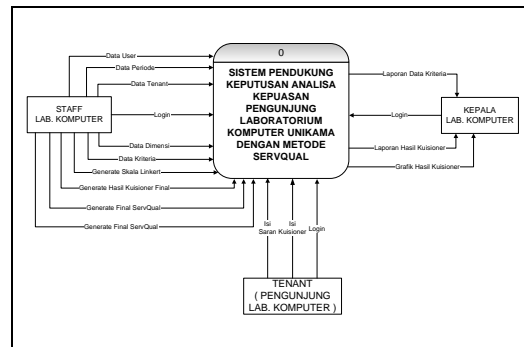 0
SISTEM PENDUKUNG
KEPUTUSAN ANALISA
KEPUASAN
PENGUNJUNG
LABORATORIUM
KOMPUTER UNIKAMA
DENGAN METODE
SERVQUAL
STAFF
LAB. KOMPUTER
Data User
Data Periode
Data Tenant
Login
Data Dimensi
Data Kriteria
Generate Skala Linkert
Generate Hasil Kuisioner Final
Generate Final ServQual
Generate Final ServQual
Laporan Data Kriteria
Login
Laporan Hasil Kuisioner
Grafik Hasil Kuisioner
KEPALA
LAB. KOMPUTER
Isi
Saran
Isi
Kuisioner
Login
TENANT
( PENGUNJUNG
LAB. KOMPUTER )